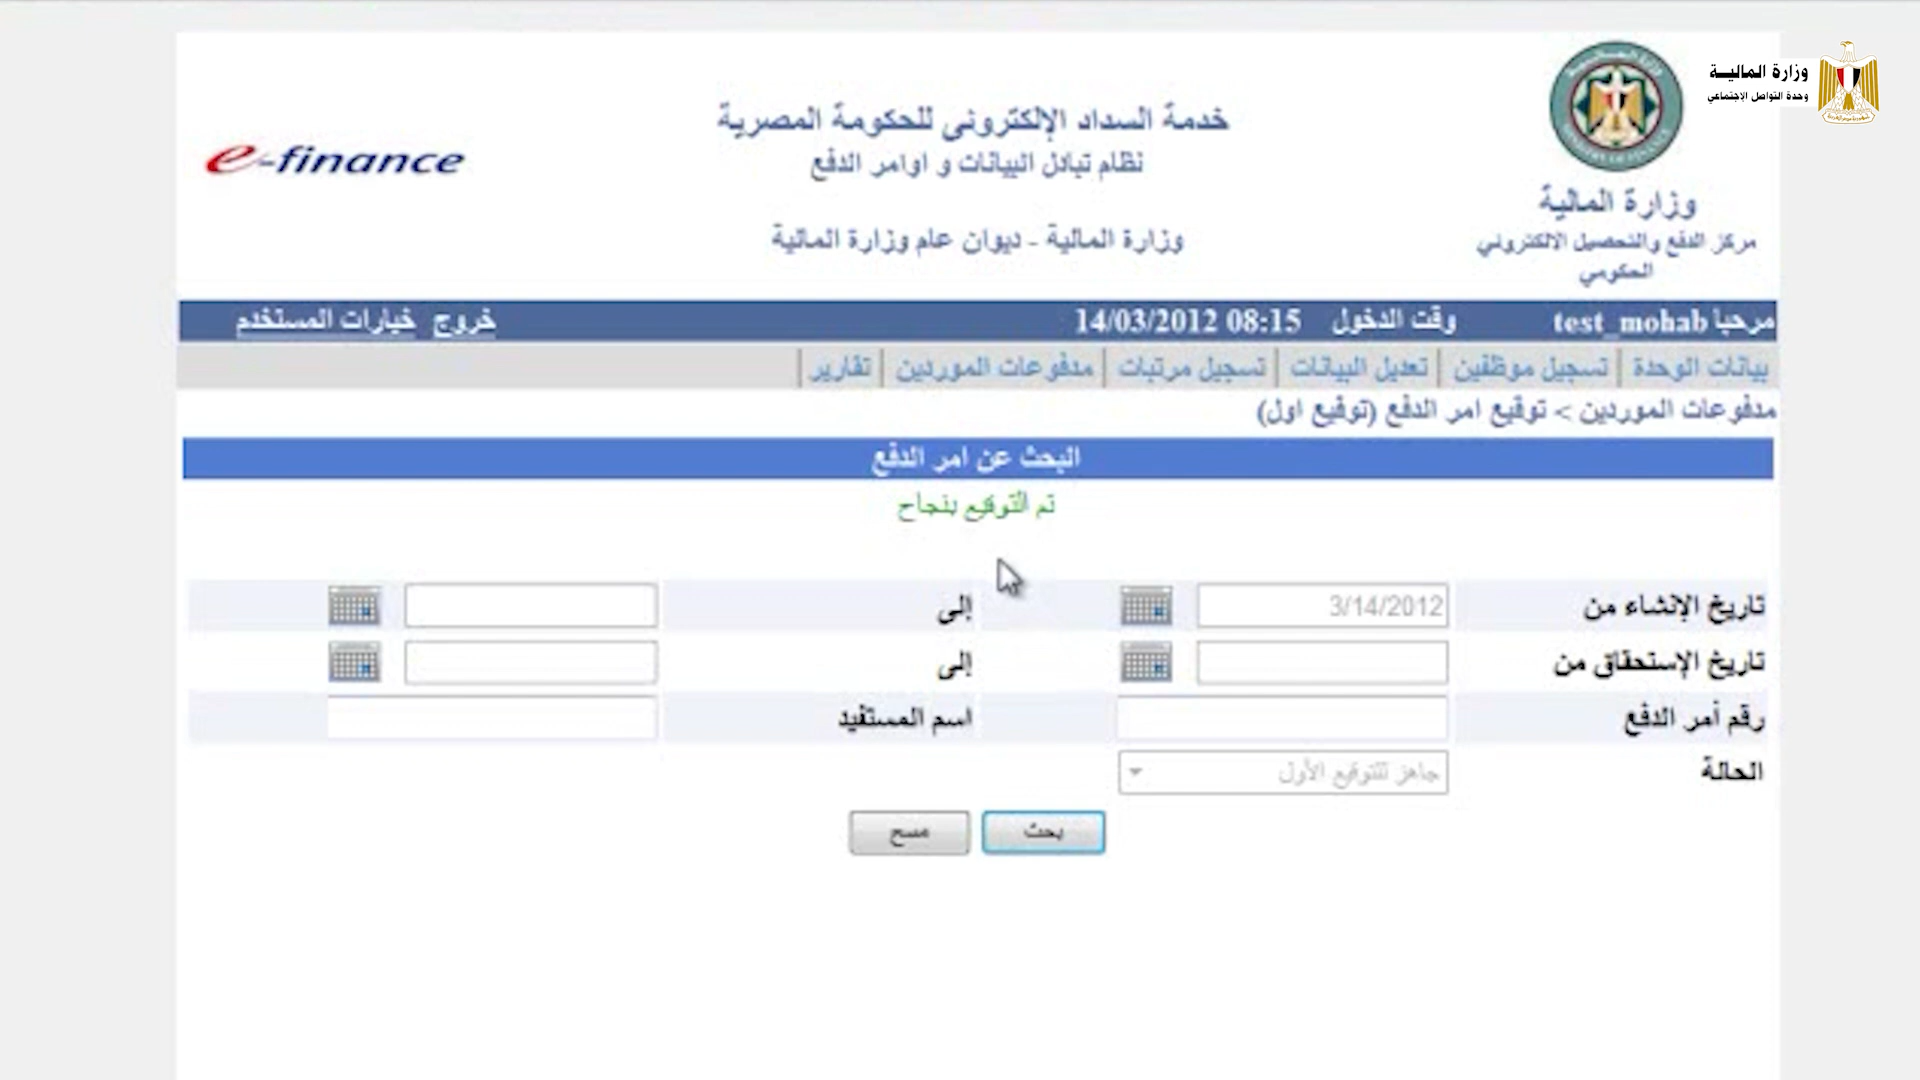 وزارة المالية
وحدة التواصل الإجتماعي
وزارة المالية
مركز الدفع والتحصيل الالكتروني
الحكومي
خدمة السداد الإلكترونى للحكومة المصرية
نظام تبادل البيانات و اوامر الدفع
وزارة المالية - ديوان عام وزارة المالية
e-finance
مرحبا test_mohab وقت الدخول 14/03/2012 08:15 خروج خيارات المستخدم
بيانات الوحدة | تسجيل موظفين | تعديل البيانات | تسجيل مرتبات | مدفوعات الموردين | تقارير |
مدفوعات الموردين > توقيع امر الدفع (توقيع اول)
البحث عن امر الدفع
تم التوقيع بنجاح
تاريخ الإنشاء من 3/14/2012 إلى
تاريخ الإستحقاق من إلى
رقم أمر الدفع اسم المستفيد
الحالة جاهز للتوقيع الأول
بحث مسح